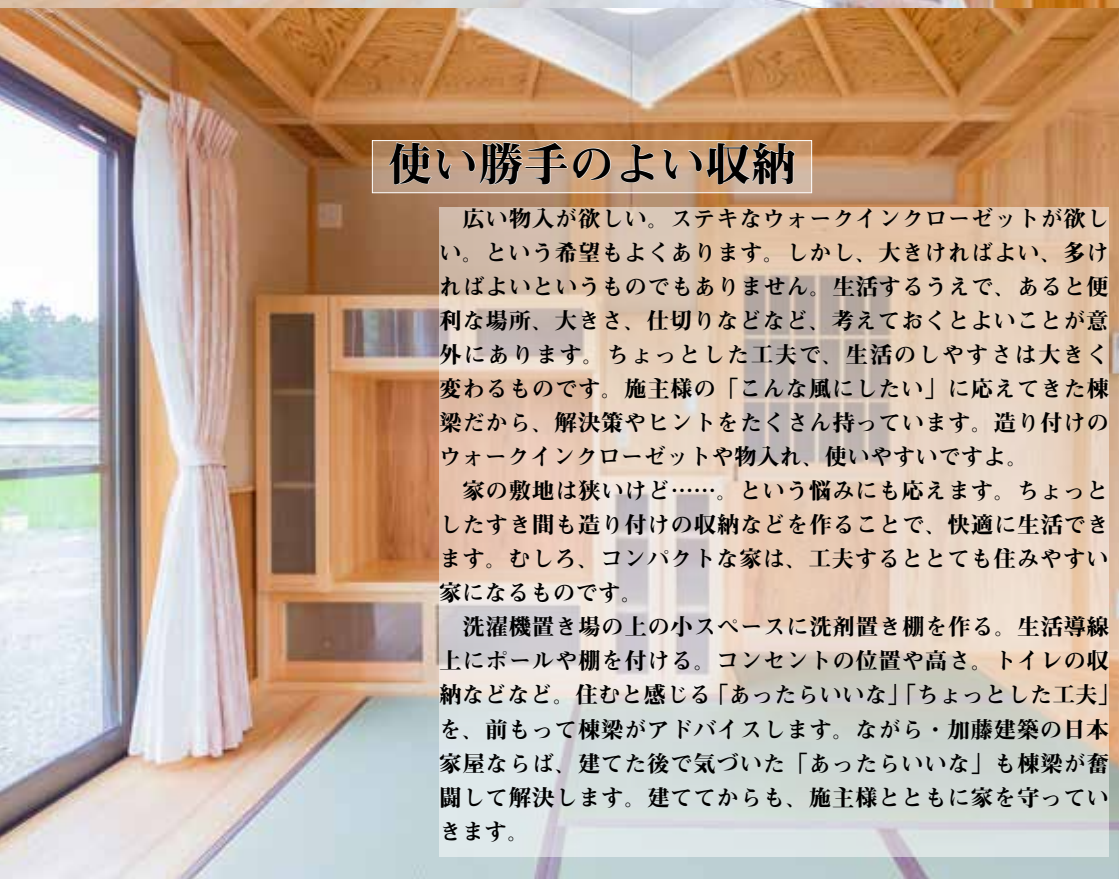 使い勝手のよい収納
広い物入が欲しい。ステキなウォークインクローゼットが欲し
い。という希望もよくあります。しかし、大きければよい、多け
ればよいというものでもありません。生活するうえで、あると便
利な場所、大きさ、仕切りなどなど、考えておくとよいことが意
外にあります。ちょっとした工夫で、生活のしやすさは大きく
変わるものです。施主様の「こんな風にしたい」に応えてきた棟
梁だから、解決策やヒントをたくさん持っています。造り付けの
ウォークインクローゼットや物入れ、使いやすいですよ。
家の敷地は狭いけど……。という悩みにも応えます。ちょっと
したすき間も造り付けの収納などを作ることで、快適に生活でき
ます。むしろ、コンパクトな家は、工夫するととても住みやすい
家になるものです。
洗濯機置き場の上の小スペースに洗剤置き棚を作る。生活導線
上にポールや棚を付ける。コンセントの位置や高さ。トイレの収
納などなど。住むと感じる「あったらいいな」「ちょっとした工夫」
を、前もって棟梁がアドバイスします。ながら・加藤建築の日本
家屋ならば、建てた後で気づいた「あったらいいな」も棟梁が奮
闘して解決します。建ててからも、施主様とともに家を守ってい
きます。